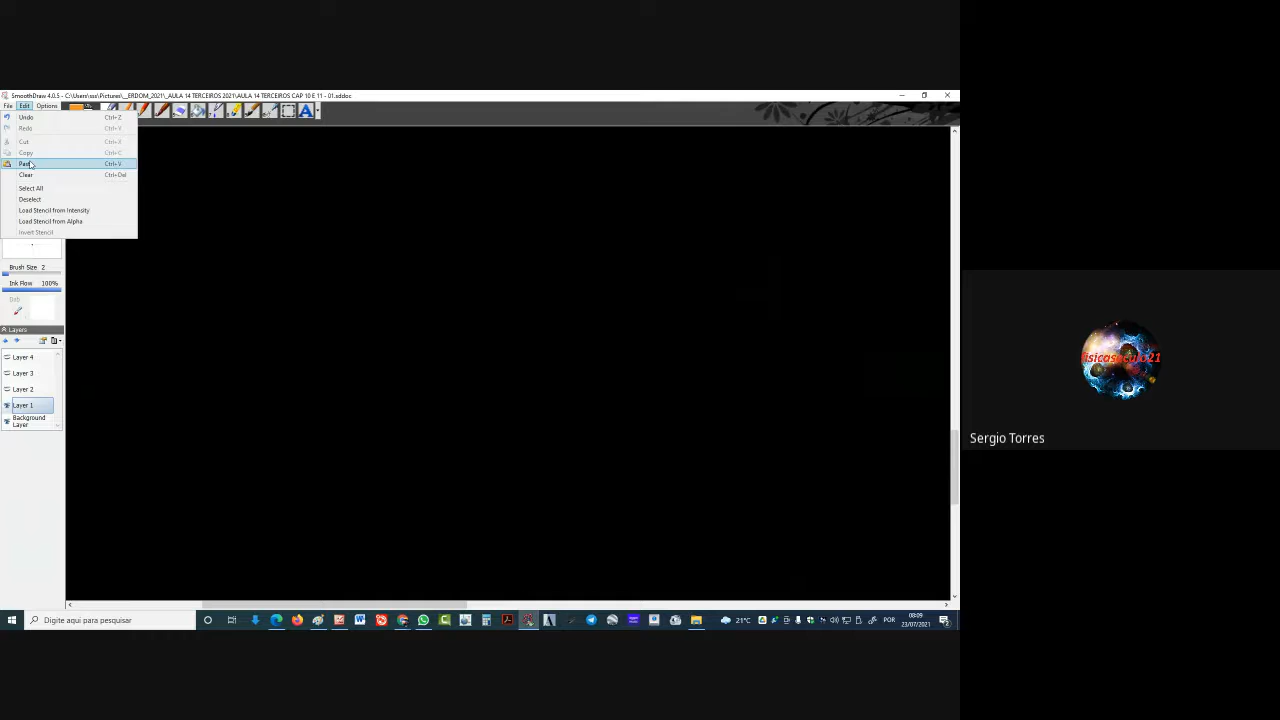 SmoothDraw 4.0.5 - C:\Users\sss\Pictures\__ERDOM_2021\_AULA 14 TERCEIROS 2021\AULA 14 TERCEIROS CAP 10 E 11 - 01.sddoc
File Edit Options
Undo Ctrl+Z
Redo Ctrl+Y
Cut Ctrl+X
Copy Ctrl+C
Ctrl+V
Clear Ctrl+Del
Select All
Deselect
Load Stencil from Intensity
Load Stencil from Alpha
Invert Stencil
Brush Size 2
Ink Flow 100%
Layers
Layer 4
Layer 3
Layer 2
Layer 1
Background
Layer
fisicaseculo21
Sergio Torres
Digite aqui para pesquisar
21°C
POR
08:09
23/07/2021